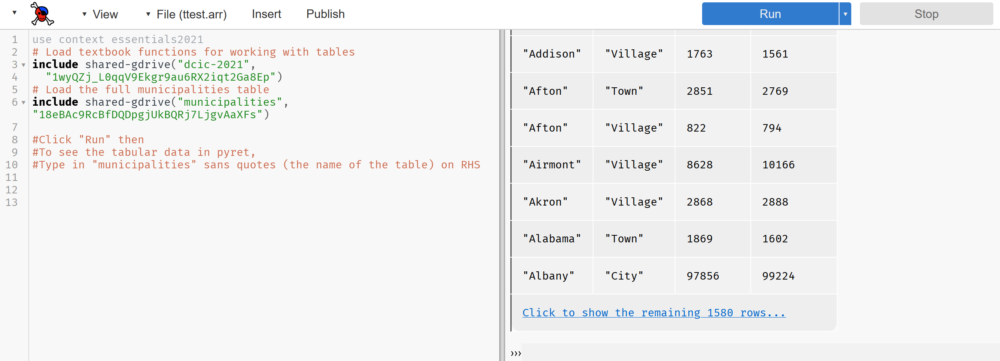 View File (ttest.arr) Insert Publish Run Stop
1 use context essentials2021
2 # Load textbook functions for working with tables
3 include shared-gdrive("dcic-2021",
4 "1wyQZj_L0qqV9Ekgr9au6RX2iqt2Ga8Ep")
5 # Load the full municipalities table
6 include shared-gdrive("municipalities",
"18eBAc9RcBfDQDpgjUkBQRj7LjgvAaXFs")
7
8 #Click "Run" then
9 #To see the tabular data in pyret,
10 #Type in "municipalities" sans quotes (the name of the table) on RHS
11
12
13
"Addison" "Village" 1763 1561
"Afton" "Town" 2851 2769
"Afton" "Village" 822 794
"Airmont" "Village" 8628 10166
"Akron" "Village" 2868 2888
"Alabama" "Town" 1869 1602
"Albany" "City" 97856 99224
Click to show the remaining 1580 rows...
›››